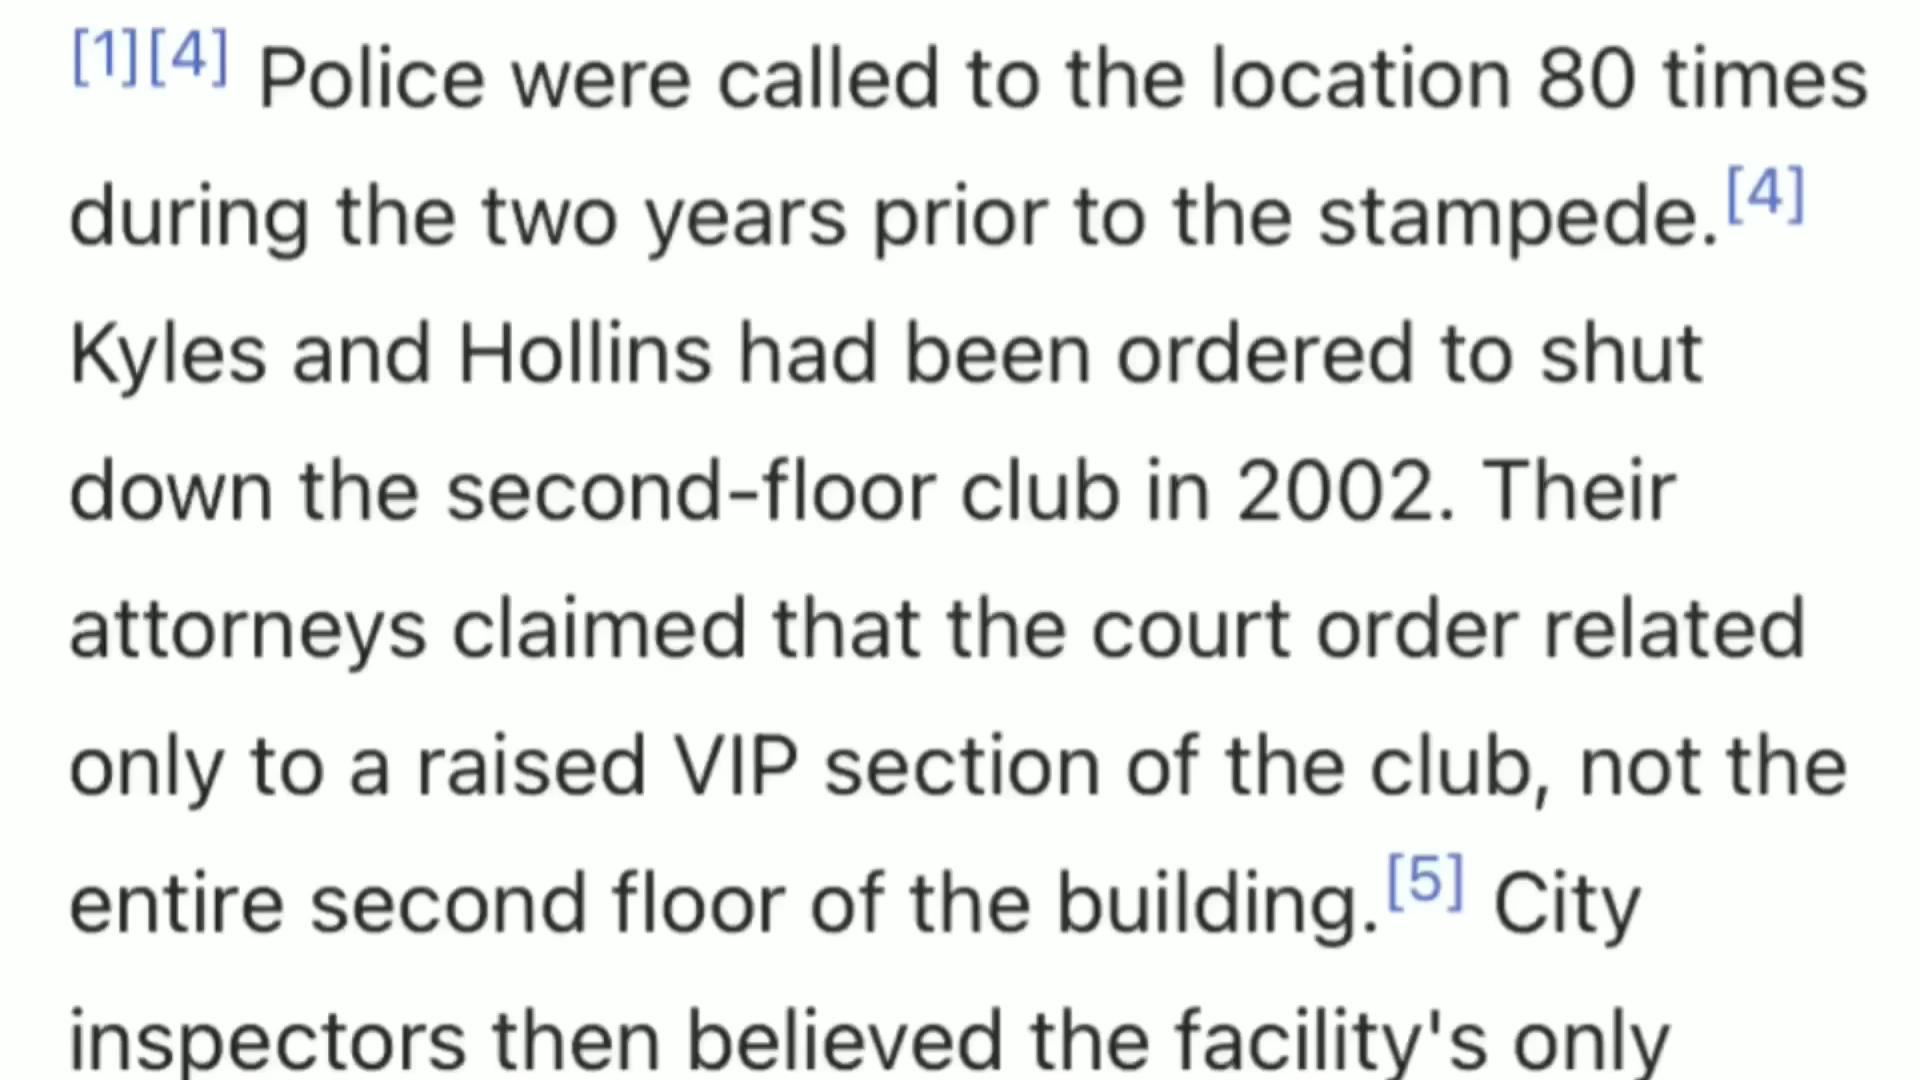 [1][4] Police were called to the location 80 times
during the two years prior to the stampede.[4]
Kyles and Hollins had been ordered to shut
down the second-floor club in 2002. Their
attorneys claimed that the court order related
only to a raised VIP section of the club, not the
entire second floor of the building.[5] City
inspectors then believed the facility's only